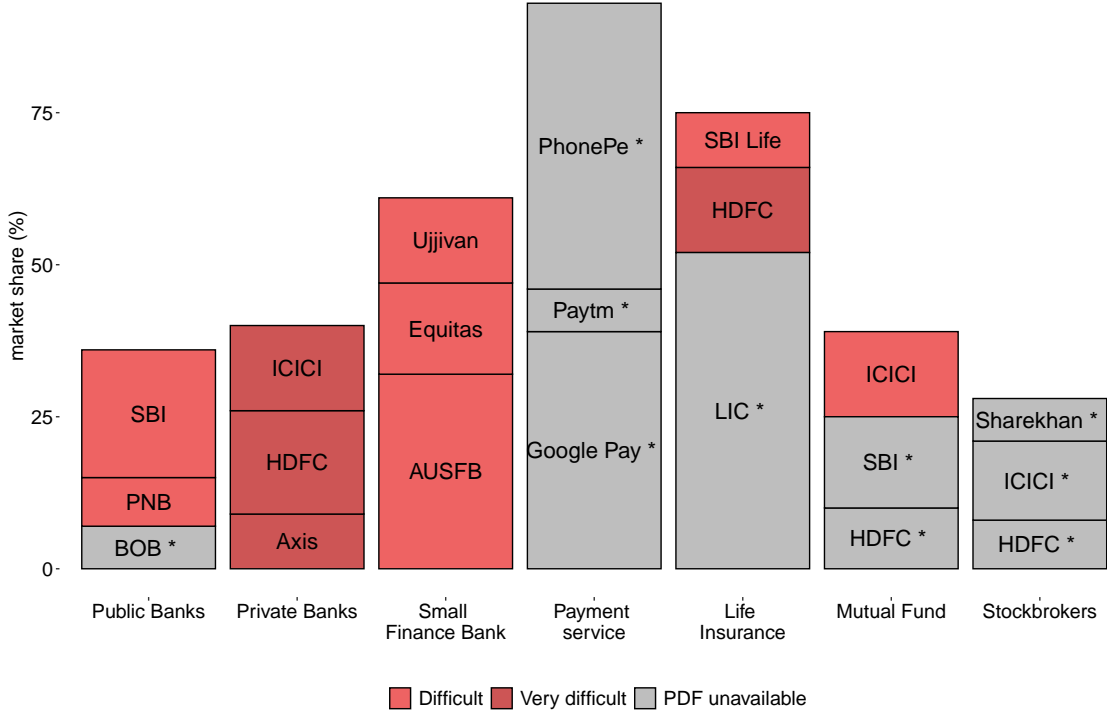 market share (%)
75
50
25
0
SBI
PNB
BOB *
ICICI
HDFC
Axis
Ujjivan
Equitas
AUSFB
PhonePe *
Paytm *
Google Pay *
SBI Life
HDFC
LIC *
ICICI
SBI *
HDFC *
Sharekhan *
ICICI *
HDFC *
Public Banks
Private Banks
Small
Finance Bank
Payment
service
Life
Insurance
Mutual Fund
Stockbrokers
Difficult
Very difficult
PDF unavailable